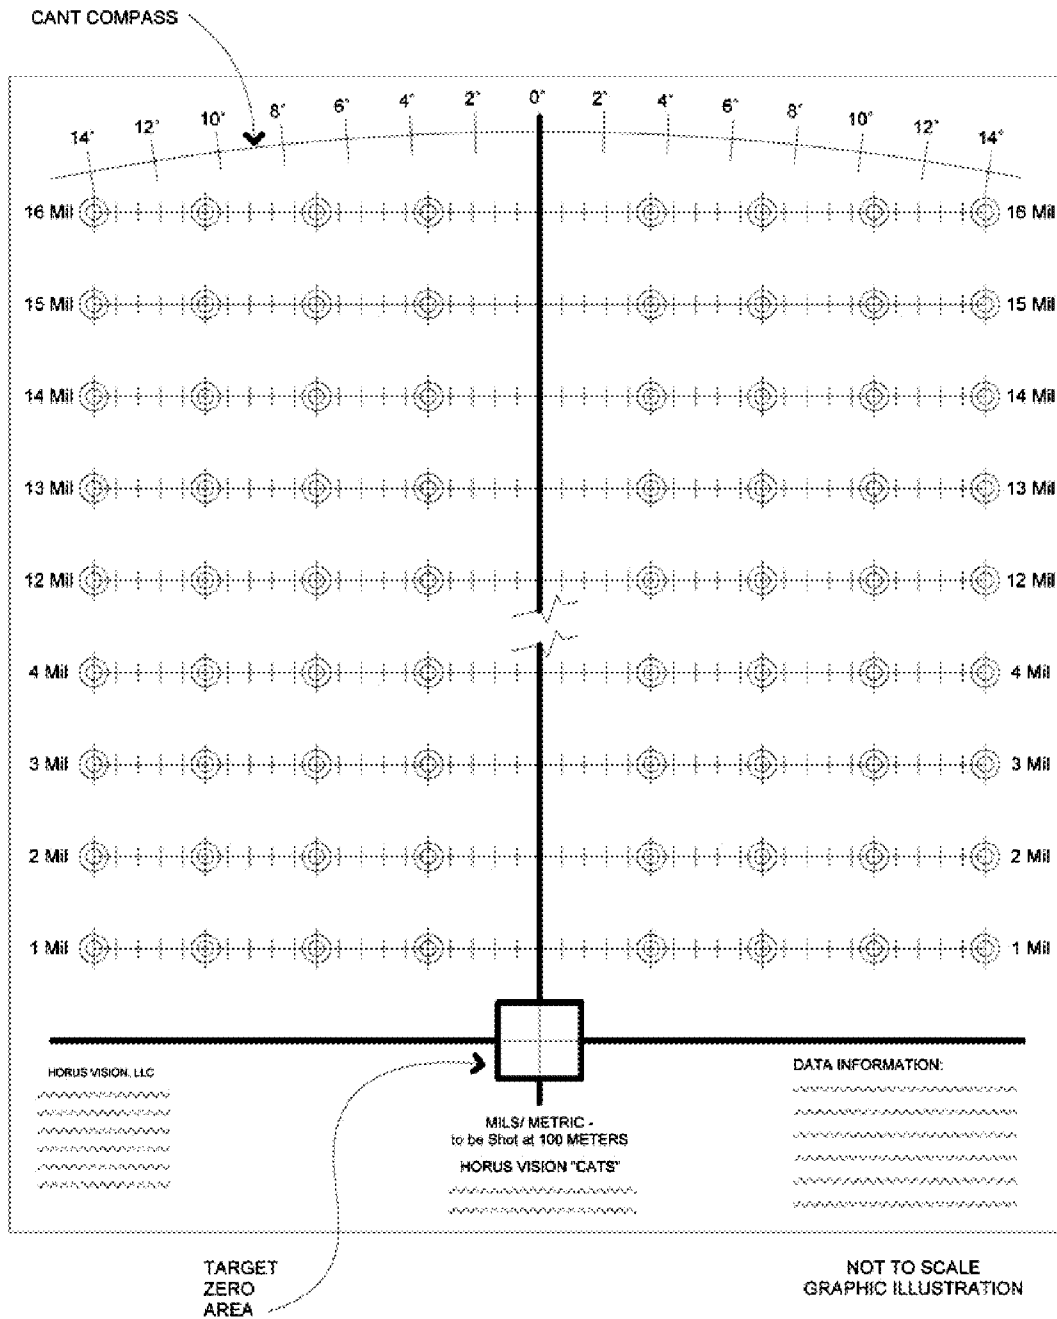 CANT COMPASS
14° 12° 10° 8° 6° 4° 2° 0° 2° 4° 6° 8° 10° 12° 14°
16 Mil 16 Mil
15 Mil 15 Mil
14 Mil 14 Mil
13 Mil 13 Mil
12 Mil 12 Mil
4 Mil 4 Mil
3 Mil 3 Mil
2 Mil 2 Mil
1 Mil 1 Mil
HORUS VISION, LLC
DATA INFORMATION:
MILS/ METRIC -
to be Shot at 100 METERS
HORUS VISION "CATS"
TARGET
ZERO
AREA
NOT TO SCALE
GRAPHIC ILLUSTRATION